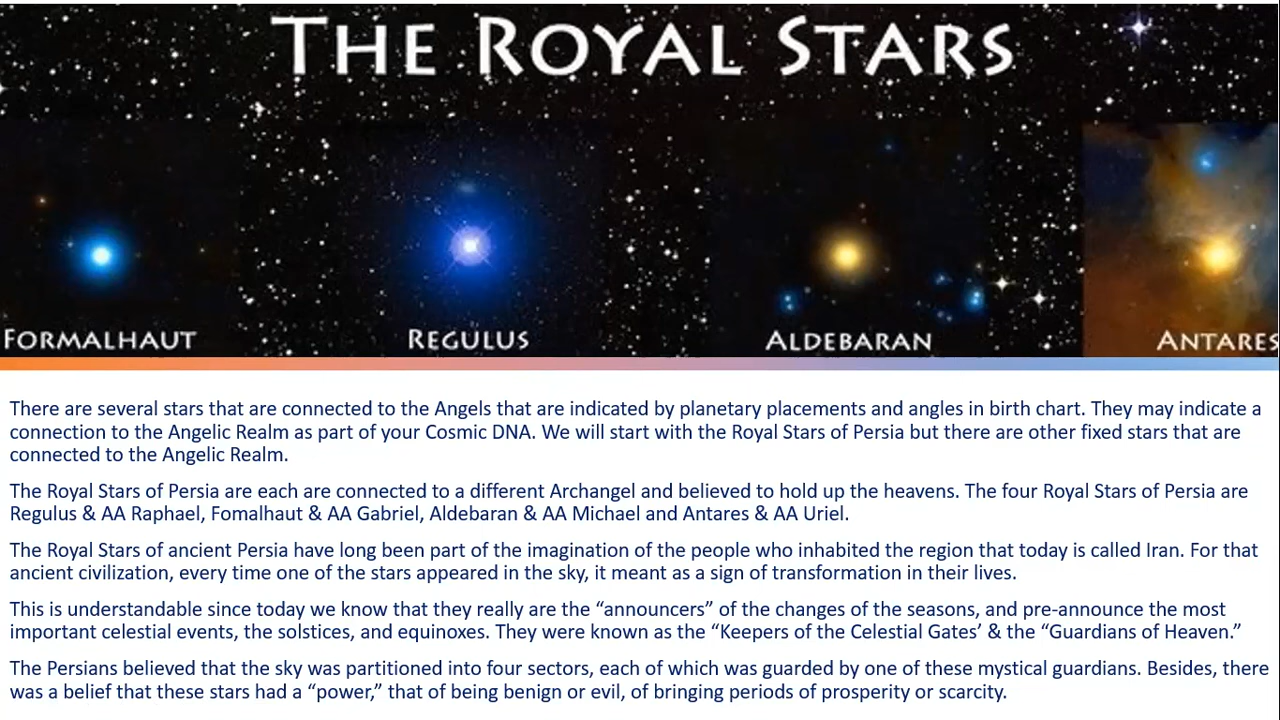 THE ROYAL STARS
FORMALHAUT
REGULUS
ALDEBARAN
ANTARES
There are several stars that are connected to the Angels that are indicated by planetary placements and angles in birth chart. They may indicate a
connection to the Angelic Realm as part of your Cosmic DNA. We will start with the Royal Stars of Persia but there are other fixed stars that are
connected to the Angelic Realm.
The Royal Stars of Persia are each are connected to a different Archangel and believed to hold up the heavens. The four Royal Stars of Persia are
Regulus & AA Raphael, Fomalhaut & AA Gabriel, Aldebaran & AA Michael and Antares & AA Uriel.
The Royal Stars of ancient Persia have long been part of the imagination of the people who inhabited the region that today is called Iran. For that
ancient civilization, every time one of the stars appeared in the sky, it meant as a sign of transformation in their lives.
This is understandable since today we know that they really are the “announcers” of the changes of the seasons, and pre-announce the most
important celestial events, the solstices, and equinoxes. They were known as the “Keepers of the Celestial Gates’ & the “Guardians of Heaven.”
The Persians believed that the sky was partitioned into four sectors, each of which was guarded by one of these mystical guardians. Besides, there
was a belief that these stars had a “power,” that of being benign or evil, of bringing periods of prosperity or scarcity.